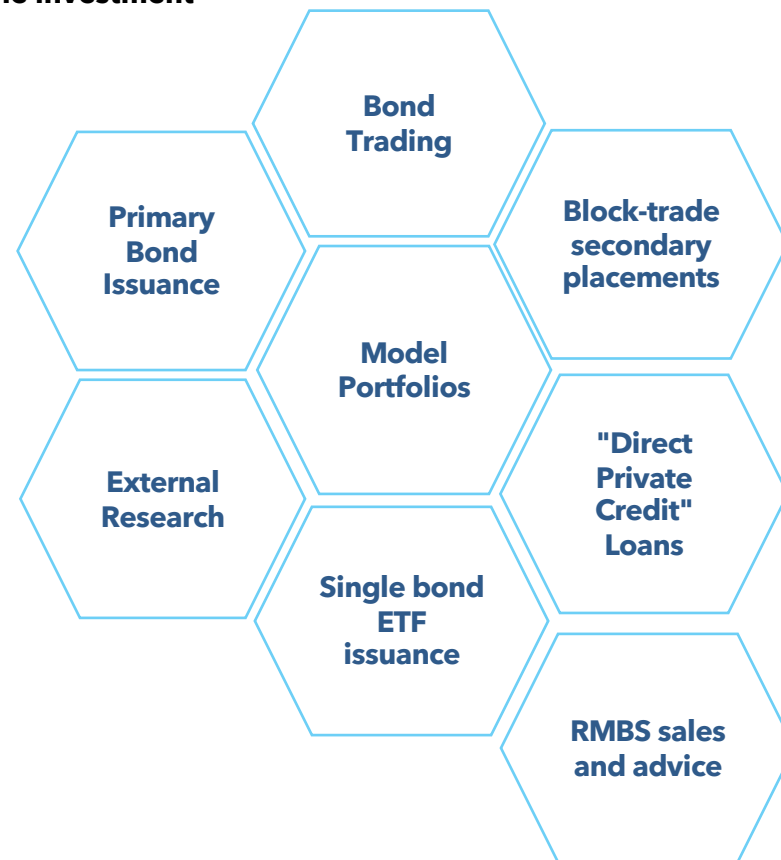 investment
Bond
Trading
Primary
Bond
Issuance
Block-trade
secondary
placements
Model
Portfolios
External
Research
"Direct
Private
Credit"
Loans
Single bond
ETF
issuance
RMBS sales
and advice